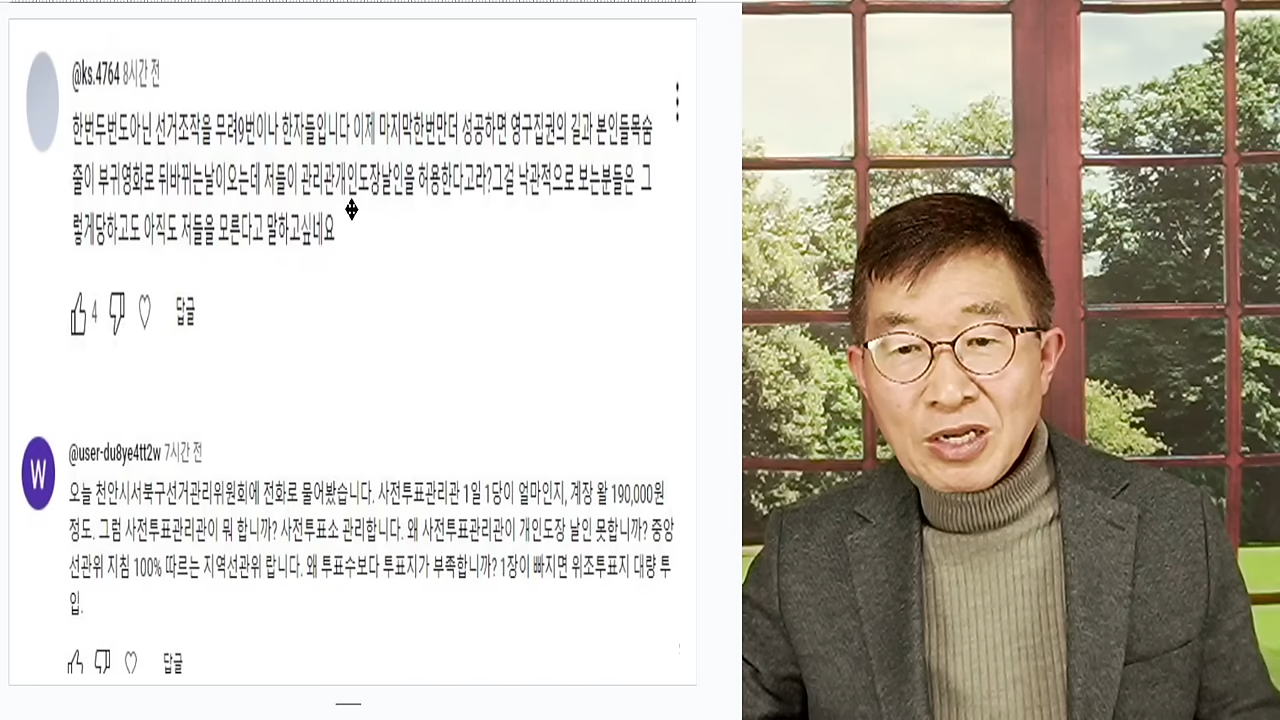 @ks.4764 8시간 전
한번두번도아닌 선거조작을 무려9번이나 한자들입니다 이제 마지막한번만더 성공하면 영구집권의 길과 본인들목숨
줄이 부귀영화로 뒤바뀌는날이오는데 저들이 관리관개인도장날인을 허용한다고라?그걸 낙관적으로 보는분들은 그
렇게당하고도 아직도 저들을 모른다고 말하고싶네요
4 답글
W
@user-du8ye4tt2w 7시간 전
오늘 천안시서북구선거관리위원회에 전화로 물어봤습니다. 사전투표관리관 1일 1당이 얼마인지, 계장 왈 190,000원
정도. 그럼 사전투표관리관이 뭐 합니까? 사전투표소 관리합니다. 왜 사전투표관리관이 개인도장 날인 못합니까? 중앙
선관위 지침 100% 따르는 지역선관위 랍니다. 왜 투표수보다 투표지가 부족합니까? 1장이 빠지면 위조투표지 대량 투
입.
답글